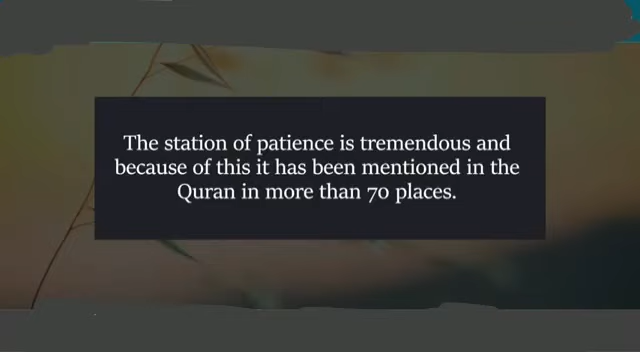 The station of patience is tremendous and
because of this it has been mentioned in the
Quran in more than 70 places.